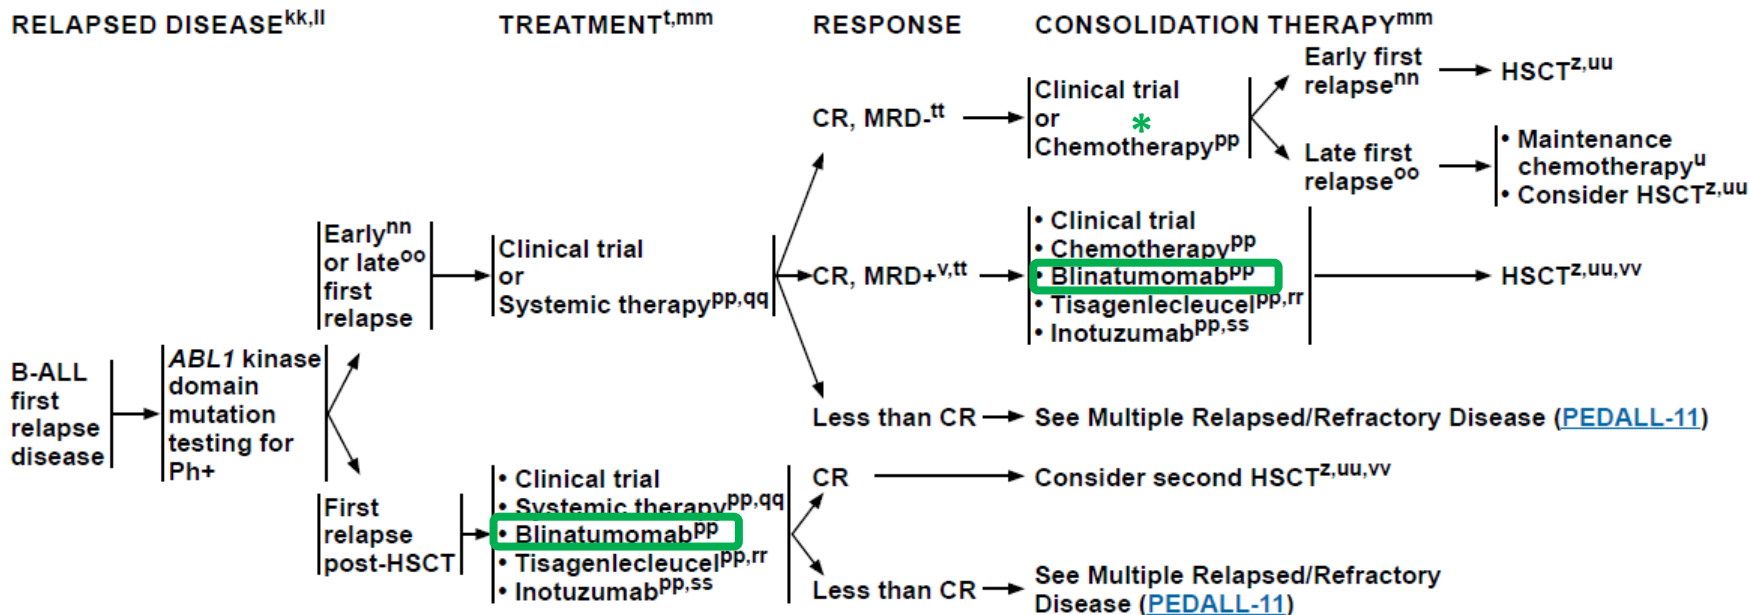 RELAPSED DISEASEkk,ll
TREATMENTt,mm
RESPONSE
CONSOLIDATION THERAPYmm
B-ALL
first
relapse
disease
ABL1 kinase
domain
mutation
testing for
Ph+
Earlynn
or lateoo
first
relapse
Clinical trial
or
Systemic therapypp,qq
CR, MRD-tt
Clinical trial
or *
Chemotherapypp
Early first
relapsenn
HSCTz,uu
Late first
relapseoo
• Maintenance
chemotherapyu
• Consider HSCTz,uu
CR, MRD+v,tt
• Clinical trial
• Chemotherapypp
• Blinatumomabpp
• Tisagenlecleucelpp,rr
• Inotuzumabpp,ss
HSCTz,uu,vv
Less than CR
See Multiple Relapsed/Refractory Disease (PEDALL-11)
First
relapse
post-HSCT
• Clinical trial
• Systemic therapypp,qq
• Blinatumomabpp
• Tisagenlecleucelpp,rr
• Inotuzumabpp,ss
CR
Consider second HSCTz,uu,vv
Less than CR
See Multiple Relapsed/Refractory
Disease (PEDALL-11)